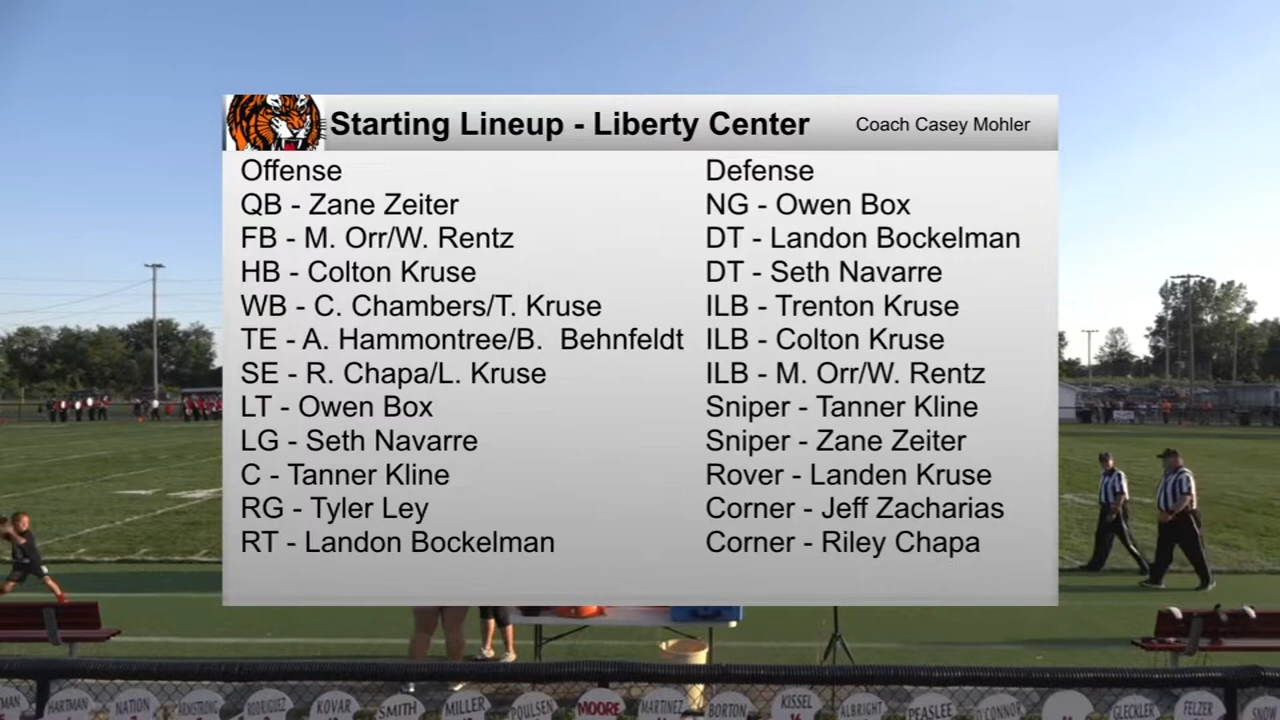 Starting Lineup - Liberty Center
Coach Casey Mohler
Offense
QB - Zane Zeiter
FB - M. Orr/W. Rentz
HB - Colton Kruse
WB - C. Chambers/T. Kruse
TE - A. Hammontree/B.  Behnfeldt
SE - R. Chapa/L. Kruse
LT - Owen Box
LG - Seth Navarre
C - Tanner Kline
RG - Tyler Ley
RT - Landon Bockelman
Defense
NG - Owen Box
DT - Landon Bockelman
DT - Seth Navarre
ILB - Trenton Kruse
ILB - Colton Kruse
ILB - M. Orr/W. Rentz
Sniper - Tanner Kline
Sniper - Zane Zeiter
Rover - Landen Kruse
Corner - Jeff Zacharias
Corner - Riley Chapa
HARTMAN
NATION
ARMSTRONG
RODRIGUEZ
KOVAR
SMITH
MILLER
POULSEN
MOORE
MARTINEZ
BORTON
KISSEL
ALBRIGHT
PEASLEE
O'CONNOR
GLECKLER
FELZER
SNOW